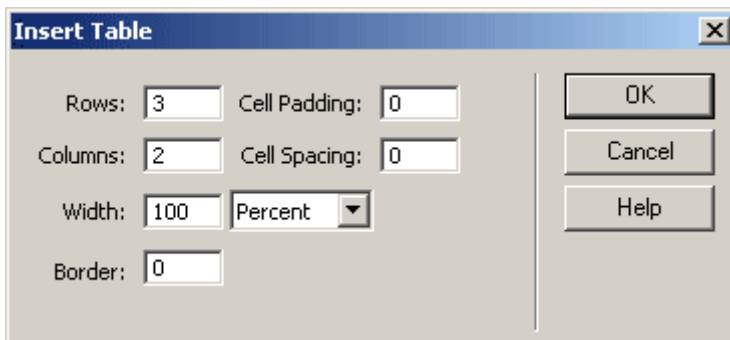 Insert Table
Rows: 3 Cell Padding: 0 OK
Columns: 2 Cell Spacing: 0 Cancel
Width: 100 Percent Help
Border: 0